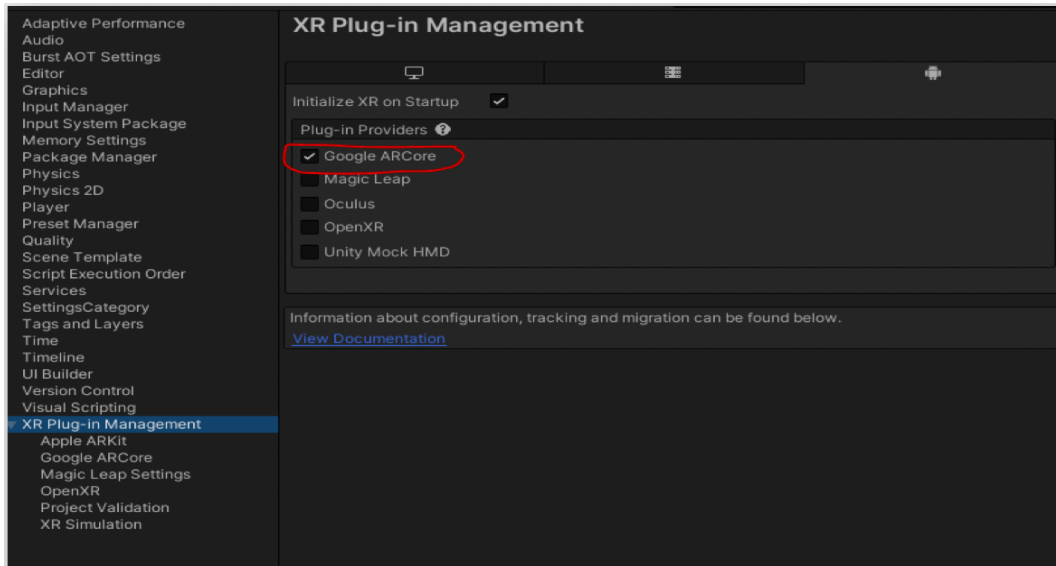 Adaptive Performance
Audio
Burst AOT Settings
Editor
Graphics
Input Manager
Input System Package
Memory Settings
Package Manager
Physics
Physics 2D
Player
Preset Manager
Quality
Scene Template
Script Execution Order
Services
SettingsCategory
Tags and Layers
Time
Timeline
UI Builder
Version Control
Visual Scripting
XR Plug-in Management
Apple ARKit
Google ARCore
Magic Leap Settings
OpenXR
Project Validation
XR Simulation
XR Plug-in Management
Initialize XR on Startup
Plug-in Providers
Google ARCore
Magic Leap
Oculus
OpenXR
Unity Mock HMD
Information about configuration, tracking and migration can be found below.
View Documentation